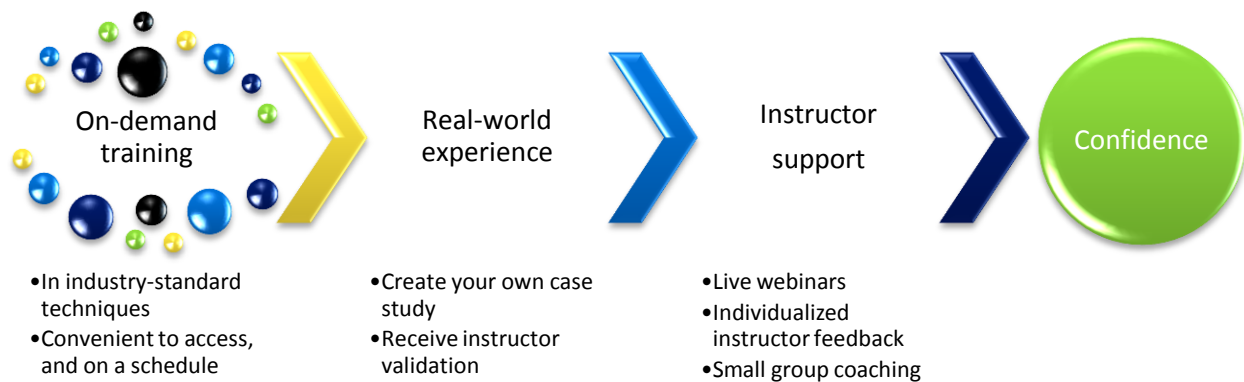 On-demand
training
Real-world
experience
Instructor
support
Confidence
•In industry-standard
techniques
•Convenient to access,
and on a schedule
•Create your own case
study
•Receive instructor
validation
•Live webinars
•Individualized
instructor feedback
•Small group coaching